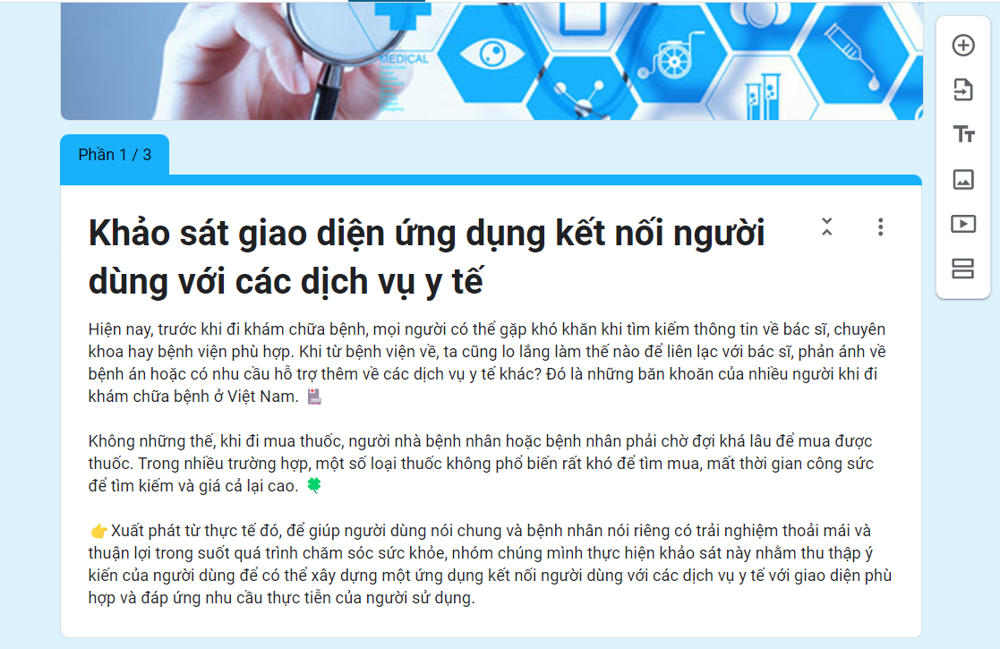 MEDICAL
Phần 1 / 3
Khảo sát giao diện ứng dụng kết nối người
dùng với các dịch vụ y tế
Hiện nay, trước khi đi khám chữa bệnh, mọi người có thể gặp khó khăn khi tìm kiếm thông tin về bác sĩ, chuyên
khoa hay bệnh viện phù hợp. Khi từ bệnh viện về, ta cũng lo lắng làm thế nào để liên lạc với bác sĩ, phản ánh về
bệnh án hoặc có nhu cầu hỗ trợ thêm về các dịch vụ y tế khác? Đó là những băn khoăn của nhiều người khi đi
khám chữa bệnh ở Việt Nam. 🏥
Không những thế, khi đi mua thuốc, người nhà bệnh nhân hoặc bệnh nhân phải chờ đợi khá lâu để mua được
thuốc. Trong nhiều trường hợp, một số loại thuốc không phổ biến rất khó để tìm mua, mất thời gian công sức
để tìm kiếm và giá cả lại cao. 🍀
👉Xuất phát từ thực tế đó, để giúp người dùng nói chung và bệnh nhân nói riêng có trải nghiệm thoải mái và
thuận lợi trong suốt quá trình chăm sóc sức khỏe, nhóm chúng mình thực hiện khảo sát này nhằm thu thập ý
kiến của người dùng để có thể xây dựng một ứng dụng kết nối người dùng với các dịch vụ y tế với giao diện phù
hợp và đáp ứng nhu cầu thực tiễn của người sử dụng.